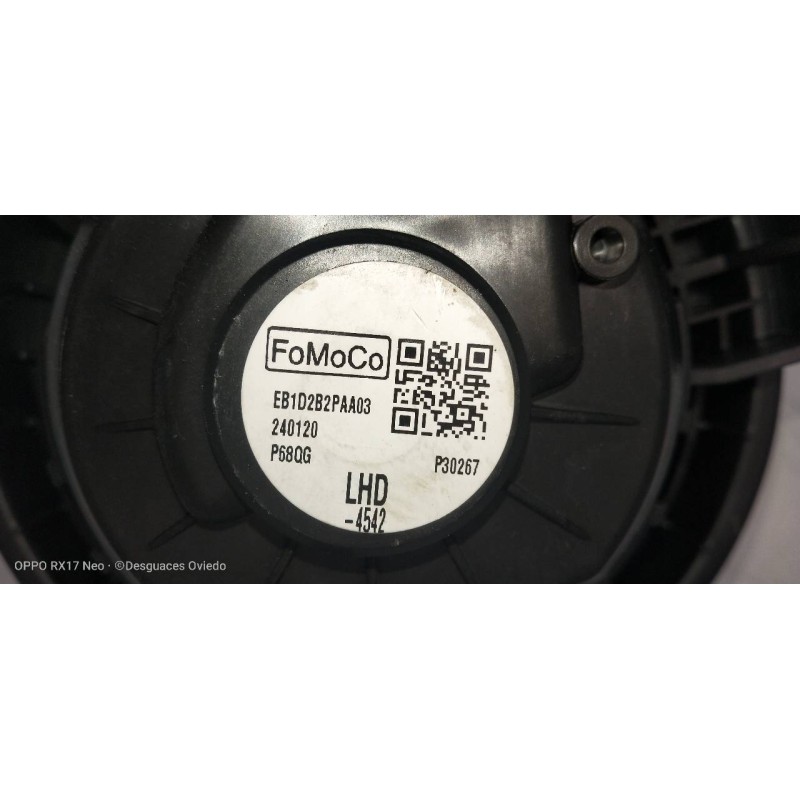 FoMoCo
EB1D2B2PAA03
240120
P68QG
P30267
LHD
-4542
OPPO RX17 Neo · ©Desguaces Oviedo